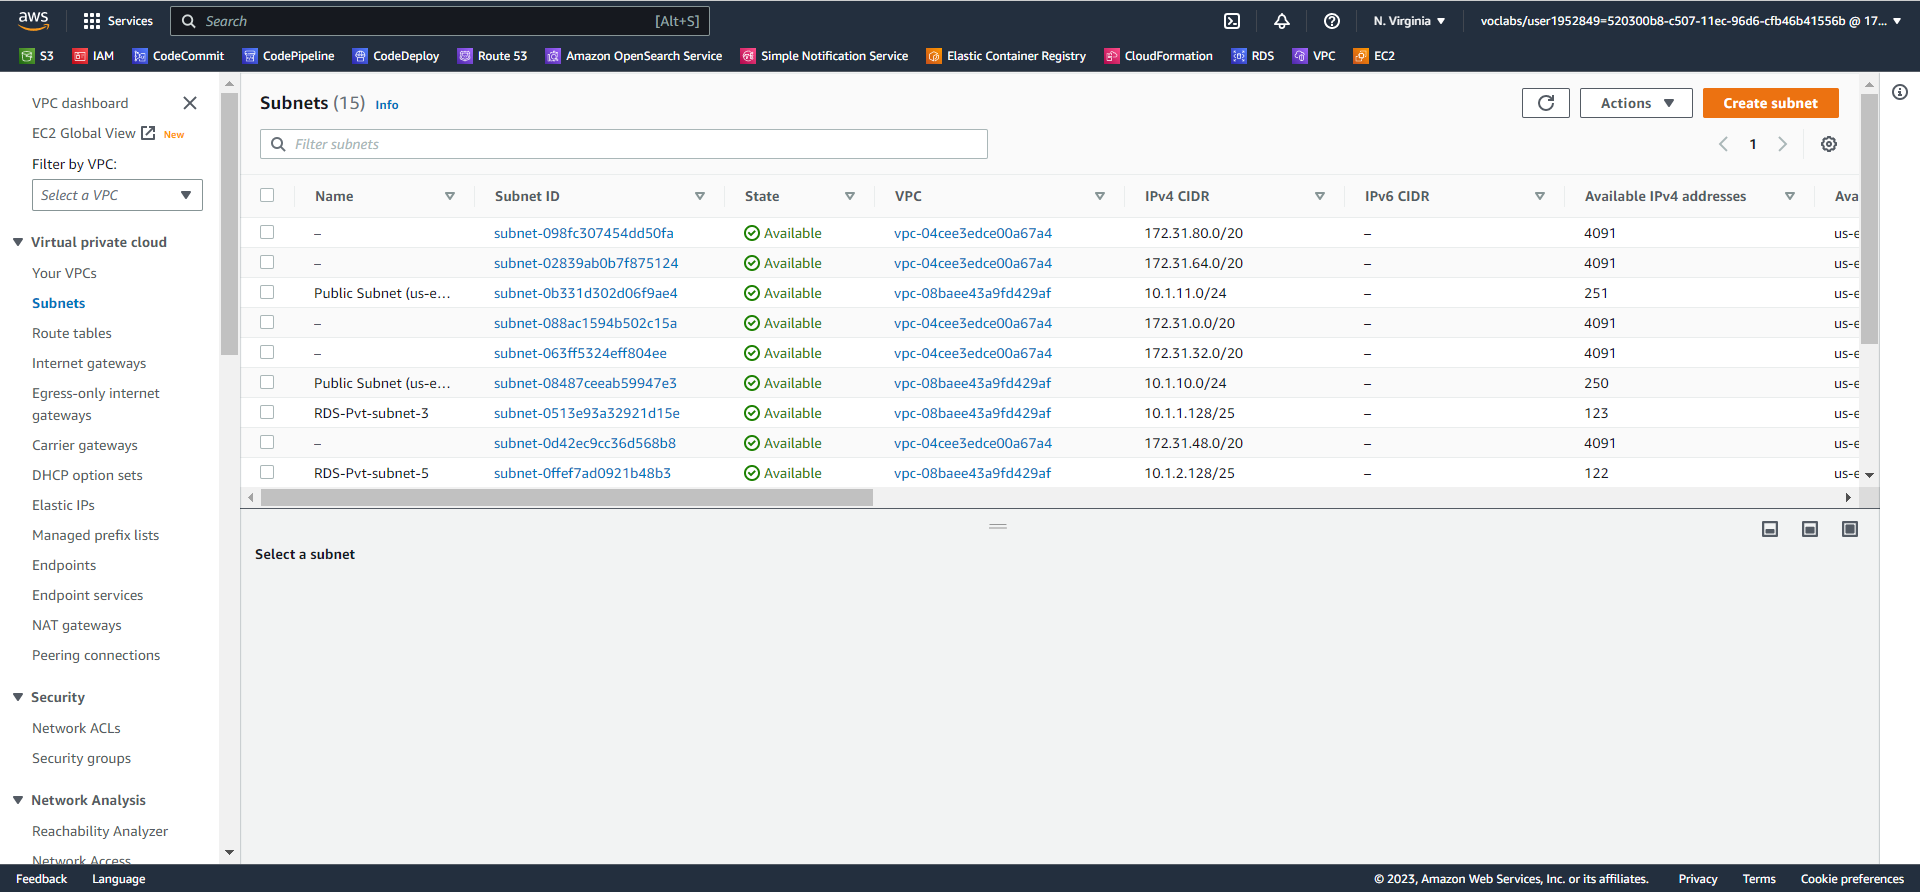 aws
Services
Search [Alt+S]
N. Virginia
voclabs/user1952849=520300b8-c507-11ec-96d6-cfb46b41556b @ 17...
S3 IAM CodeCommit CodePipeline CodeDeploy Route 53 Amazon OpenSearch Service Simple Notification Service Elastic Container Registry CloudFormation RDS VPC EC2
VPC dashboard
EC2 Global View New
Filter by VPC:
Select a VPC
Virtual private cloud
Your VPCs
Subnets
Route tables
Internet gateways
Egress-only internet
gateways
Carrier gateways
DHCP option sets
Elastic IPs
Managed prefix lists
Endpoints
Endpoint services
NAT gateways
Peering connections
Security
Network ACLs
Security groups
Network Analysis
Reachability Analyzer
Network Access
Subnets (15) Info
Actions
Create subnet
Filter subnets
1
Name Subnet ID State VPC IPv4 CIDR IPv6 CIDR Available IPv4 addresses Ava
– subnet-098fc307454dd50fa Available vpc-04cee3edce00a67a4 172.31.80.0/20 – 4091 us-e
– subnet-02839ab0b7f875124 Available vpc-04cee3edce00a67a4 172.31.64.0/20 – 4091 us-e
Public Subnet (us-e... subnet-0b331d302d06f9ae4 Available vpc-08baee43a9fd429af 10.1.11.0/24 – 251 us-e
– subnet-088ac1594b502c15a Available vpc-04cee3edce00a67a4 172.31.0.0/20 – 4091 us-e
– subnet-063ff5324eff804ee Available vpc-04cee3edce00a67a4 172.31.32.0/20 – 4091 us-e
Public Subnet (us-e... subnet-08487ceeab59947e3 Available vpc-08baee43a9fd429af 10.1.10.0/24 – 250 us-e
RDS-Pvt-subnet-3 subnet-0513e93a32921d15e Available vpc-08baee43a9fd429af 10.1.1.128/25 – 123 us-e
– subnet-0d42ec9cc36d568b8 Available vpc-04cee3edce00a67a4 172.31.48.0/20 – 4091 us-e
RDS-Pvt-subnet-5 subnet-0ffef7ad0921b48b3 Available vpc-08baee43a9fd429af 10.1.2.128/25 – 122 us-e
Select a subnet
Feedback Language
© 2023, Amazon Web Services, Inc. or its affiliates. Privacy Terms Cookie preferences